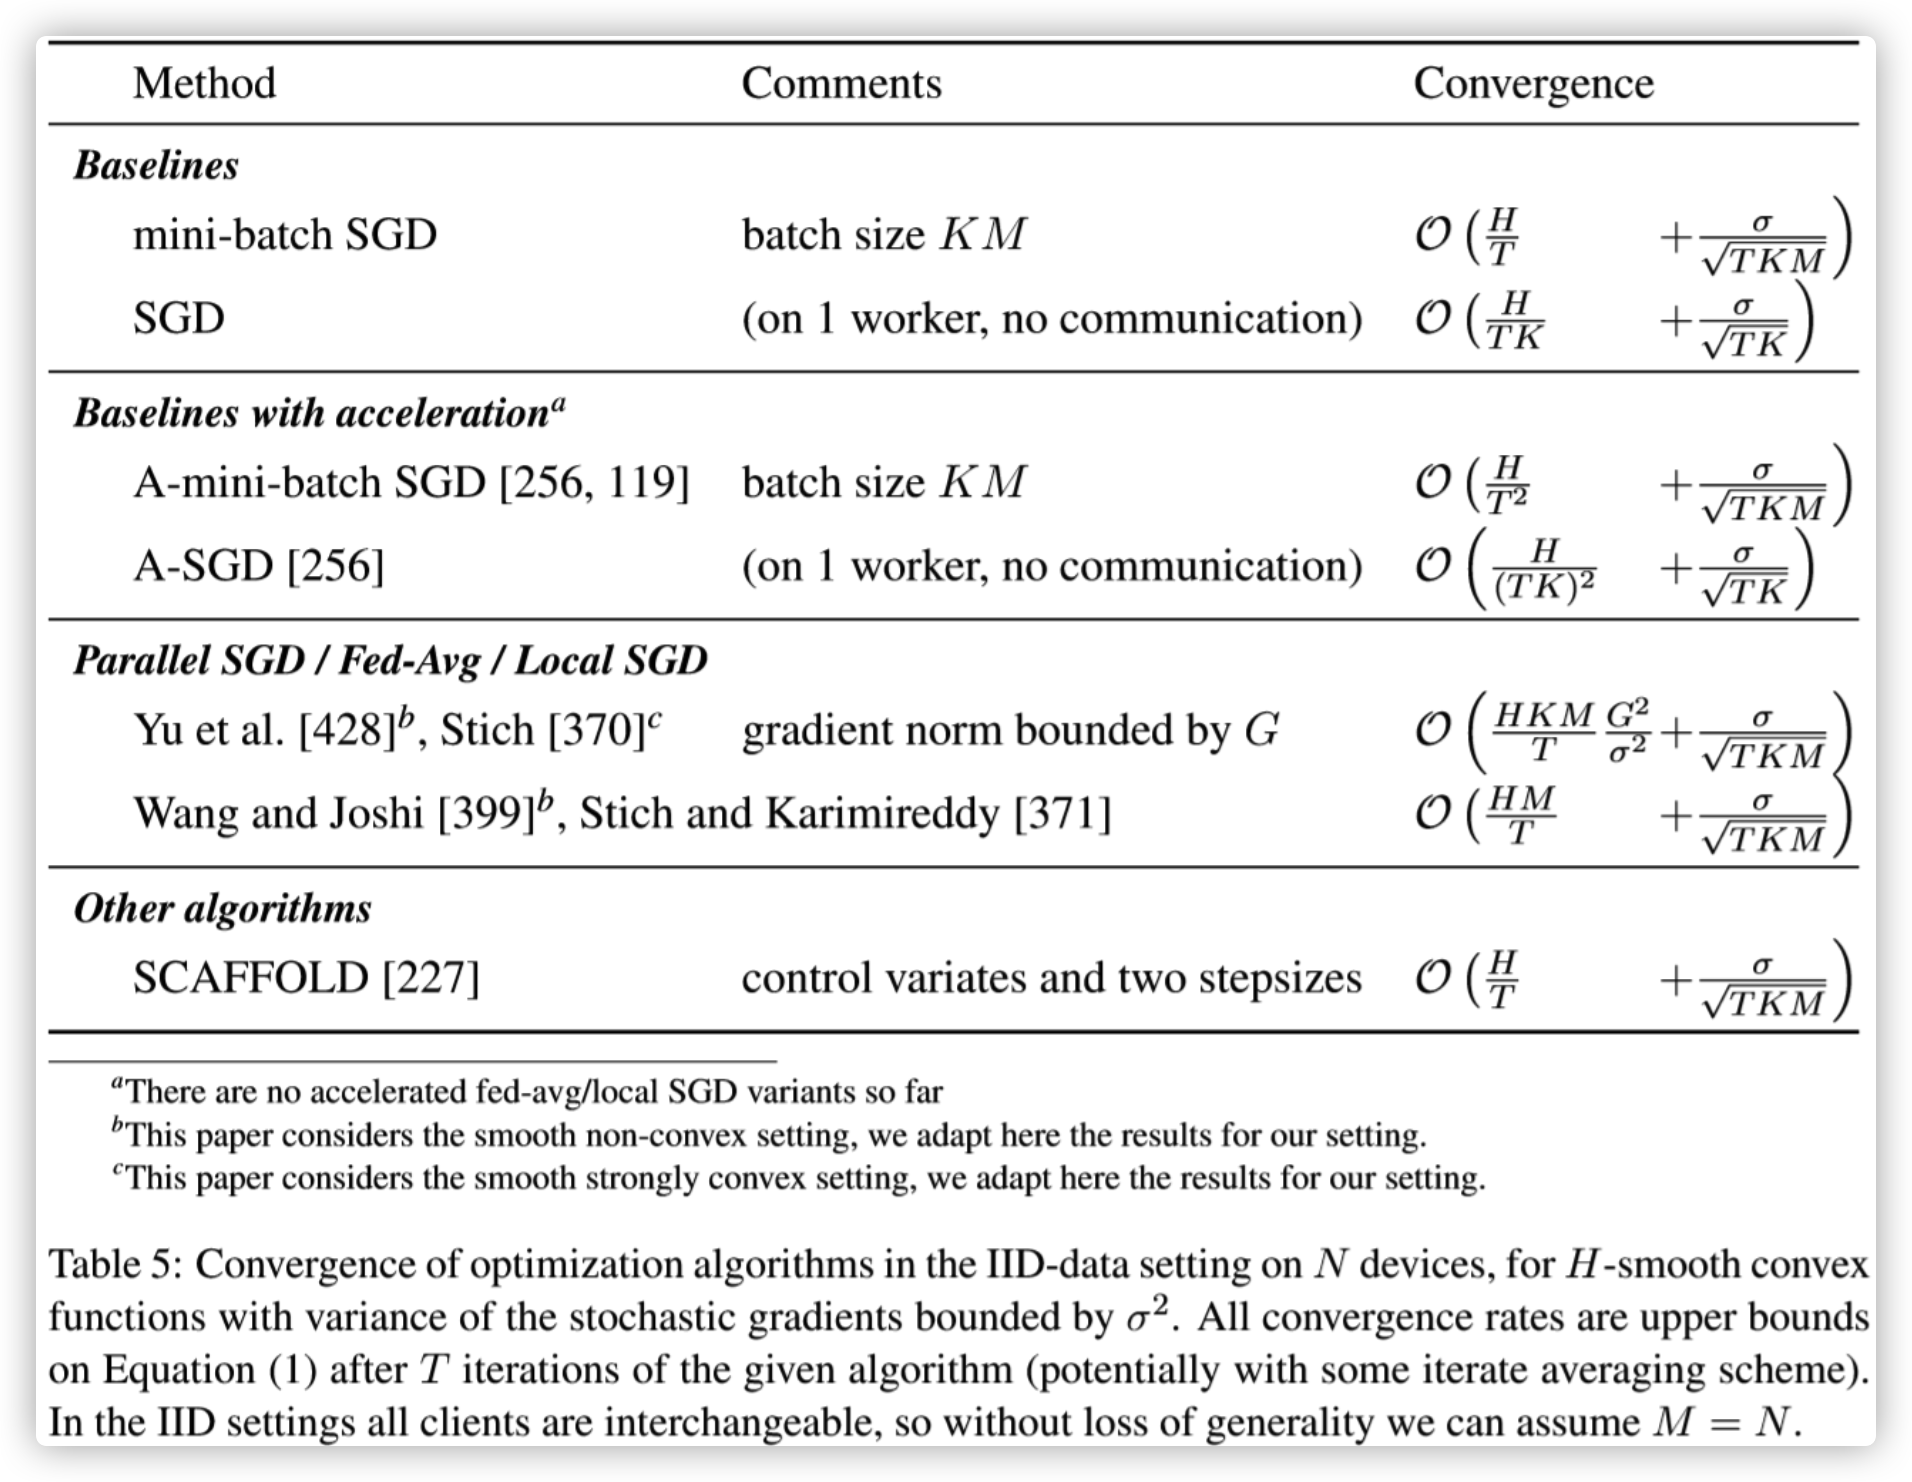 Method Comments Convergence
Baselines
mini-batch SGD batch size $KM$ $\mathcal{O}\left(\frac{H}{T} + \frac{\sigma}{\sqrt{TKM}}\right)$
SGD (on 1 worker, no communication) $\mathcal{O}\left(\frac{H}{TK} + \frac{\sigma}{\sqrt{TK}}\right)$
Baselines with acceleration$^a$
A-mini-batch SGD [256, 119] batch size $KM$ $\mathcal{O}\left(\frac{H}{T^2} + \frac{\sigma}{\sqrt{TKM}}\right)$
A-SGD [256] (on 1 worker, no communication) $\mathcal{O}\left(\frac{H}{(TK)^2} + \frac{\sigma}{\sqrt{TK}}\right)$
Parallel SGD / Fed-Avg / Local SGD
Yu et al. [428]$^b$, Stich [370]$^c$ gradient norm bounded by $G$ $\mathcal{O}\left(\frac{HKM}{T}\frac{G^2}{\sigma^2} + \frac{\sigma}{\sqrt{TKM}}\right)$
Wang and Joshi [399]$^b$, Stich and Karimireddy [371] $\mathcal{O}\left(\frac{HM}{T} + \frac{\sigma}{\sqrt{TKM}}\right)$
Other algorithms
SCAFFOLD [227] control variates and two stepsizes $\mathcal{O}\left(\frac{H}{T} + \frac{\sigma}{\sqrt{TKM}}\right)$
$^a$There are no accelerated fed-avg/local SGD variants so far
$^b$This paper considers the smooth non-convex setting, we adapt here the results for our setting.
$^c$This paper considers the smooth strongly convex setting, we adapt here the results for our setting.
Table 5: Convergence of optimization algorithms in the IID-data setting on $N$ devices, for $H$-smooth convex
functions with variance of the stochastic gradients bounded by $\sigma^2$. All convergence rates are upper bounds
on Equation (1) after $T$ iterations of the given algorithm (potentially with some iterate averaging scheme).
In the IID settings all clients are interchangeable, so without loss of generality we can assume $M = N$.